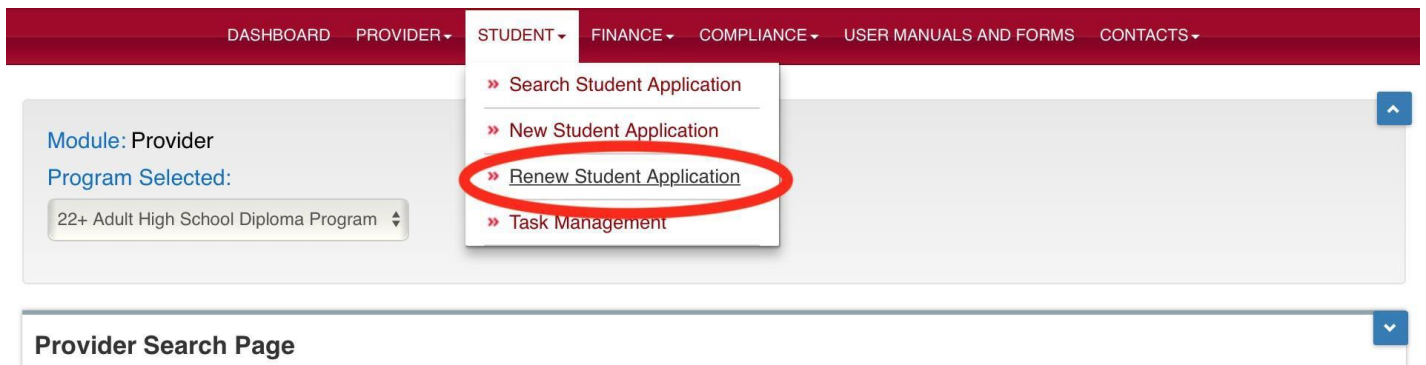 DASHBOARD PROVIDER STUDENT FINANCE COMPLIANCE USER MANUALS AND FORMS CONTACTS
» Search Student Application
» New Student Application
» Renew Student Application
» Task Management
Module: Provider
Program Selected:
22+ Adult High School Diploma Program
Provider Search Page